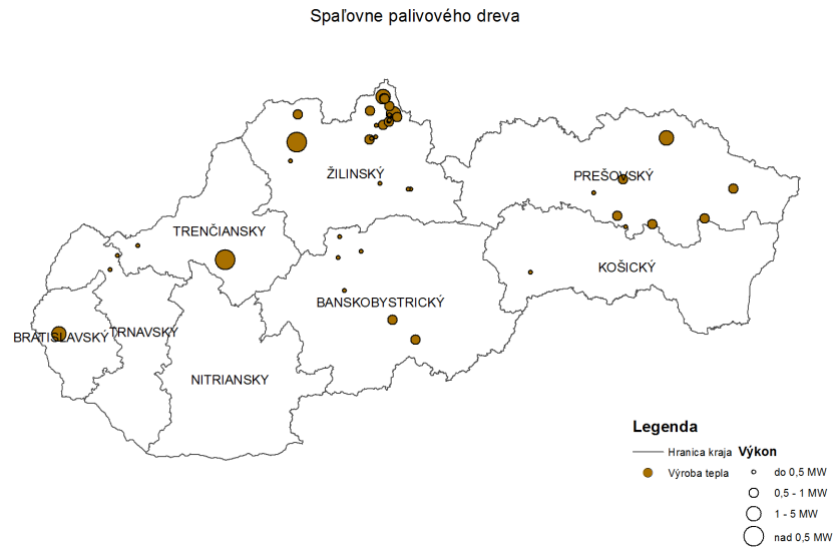 Spaľovne palivového dreva
ŽILINSKÝ
PREŠOVSKÝ
TRENČIANSKY
KOŠICKÝ
BANSKOBYSTRICKÝ
BRATISLAVSKÝ
TRNAVSKY
NITRIANSKY
Legenda
Hranica kraja Výkon
Výroba tepla
do 0,5 MW
0,5 - 1 MW
1 - 5 MW
nad 0,5 MW